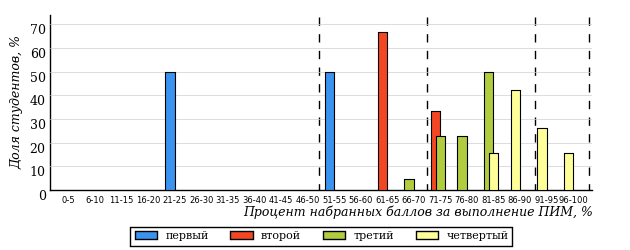 Доля студентов, %
70
60
50
40
30
20
10
0
0-5 6-10 11-15 16-20 21-25 26-30 31-35 36-40 41-45 46-50 51-55 56-60 61-65 66-70 71-75 76-80 81-85 86-90 91-95 96-100
Процент набранных баллов за выполнение ПИМ, %
первый второй третий четвертый